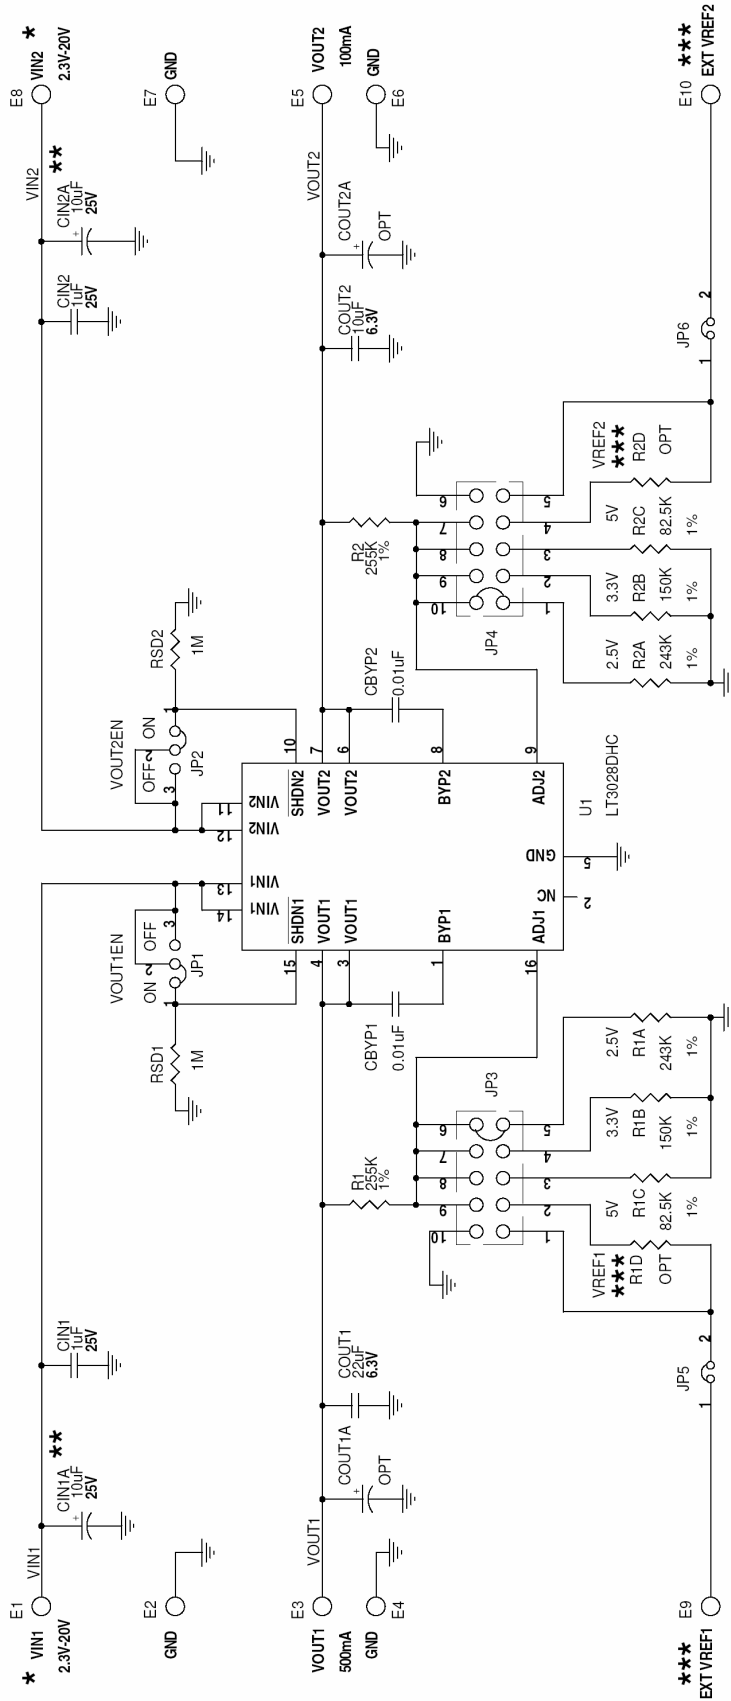 E1
* VIN1
2.3V-20V
VIN1
CIN1A
10uF
25V
**
CIN1
1uF
25V
E2
GND
RSD1
1M
VOUT1EN
ON
OFF
1
2
3
JP1
VOUT2EN
OFF
ON
3
2
1
JP2
RSD2
1M
CIN2
1uF
25V
CIN2A
10uF
25V
VIN2
**
E8
VIN2 *
2.3V-20V
E7
GND
14
13
12
11
VIN1
VIN1
VIN2
VIN2
15
SHDN1
SHDN2
10
4
VOUT1
VOUT2
7
3
VOUT1
VOUT2
6
1
BYP1
BYP2
8
16
ADJ1
ADJ2
9
NC
GND
2
5
U1
LT3028DHC
E3
VOUT1
500mA
VOUT1
E4
GND
COUT1A
OPT
COUT1
22uF
6.3V
R1
255K
1%
CBYP1
0.01uF
CBYP2
0.01uF
R2
255K
1%
COUT2
10uF
6.3V
COUT2A
OPT
VOUT2
E5
VOUT2
100mA
E6
GND
JP3
10
9
8
7
6
1
2
3
4
5
JP4
10
9
8
7
6
1
2
3
4
5
VREF1
***
R1D
OPT
5V
R1C
82.5K
1%
3.3V
R1B
150K
1%
2.5V
R1A
243K
1%
2.5V
R2A
243K
1%
3.3V
R2B
150K
1%
5V
R2C
82.5K
1%
VREF2
***
R2D
OPT
E9
***
EXT VREF1
1
JP5
2
1
JP6
2
E10
***
EXT VREF2